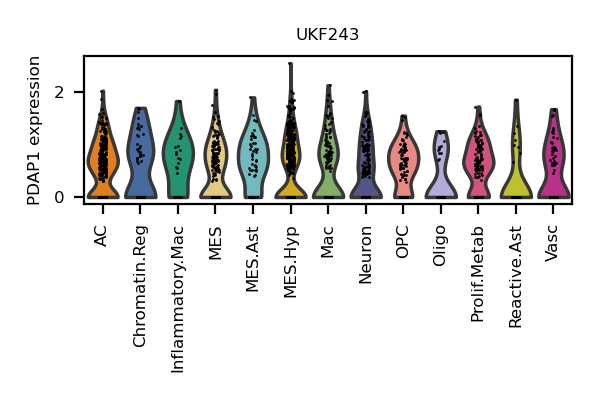 UKF243
PDAP1 expression
2
0
AC
Chromatin.Reg
Inflammatory.Mac
MES
MES.Ast
MES.Hyp
Mac
Neuron
OPC
Oligo
Prolif.Metab
Reactive.Ast
Vasc